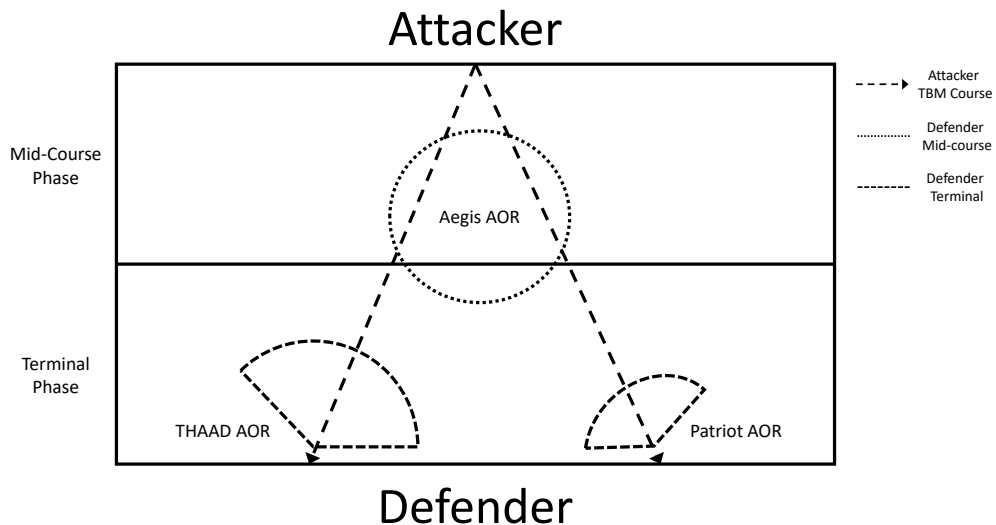 Attacker
Attacker
TBM Course
Defender
Mid-course
Defender
Terminal
Mid-Course
Phase
Aegis AOR
Terminal
Phase
THAAD AOR
Patriot AOR
Defender